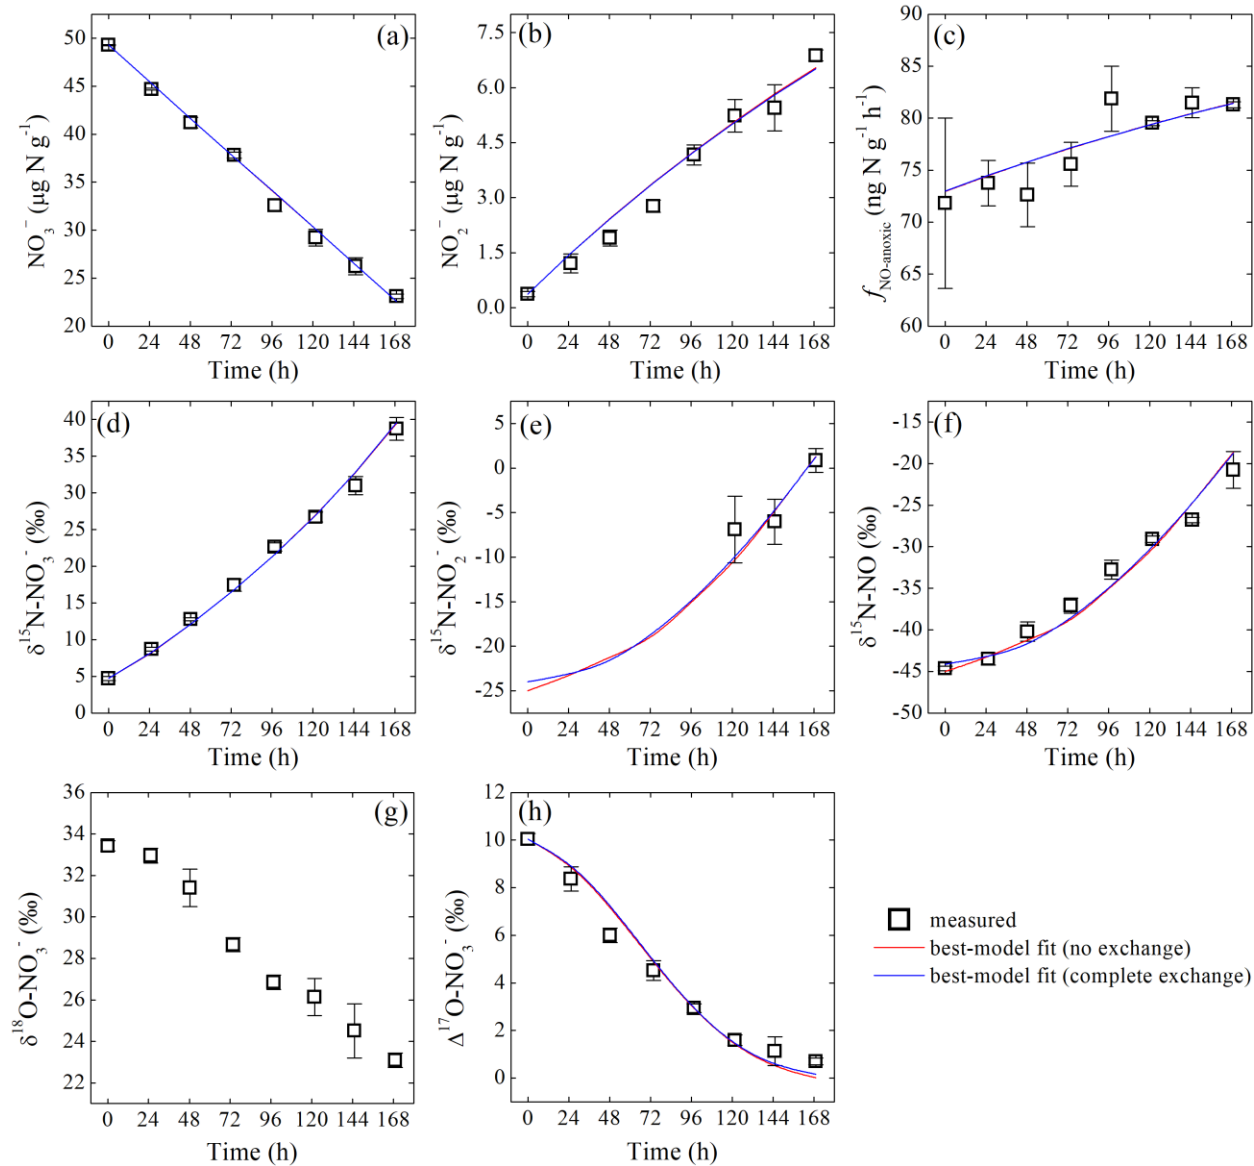 (a)
NO₃⁻ (µg N g⁻¹)
50
45
40
35
30
25
20
0 24 48 72 96 120 144 168
Time (h)
(b)
NO₂⁻ (µg N g⁻¹)
7.5
6.0
4.5
3.0
1.5
0.0
0 24 48 72 96 120 144 168
Time (h)
(c)
f_NO-anoxic (ng N g⁻¹ h⁻¹)
90
85
80
75
70
65
60
0 24 48 72 96 120 144 168
Time (h)
(d)
δ¹⁵N-NO₃⁻ (‰)
40
35
30
25
20
15
10
5
0
0 24 48 72 96 120 144 168
Time (h)
(e)
δ¹⁵N-NO₂⁻ (‰)
5
0
-5
-10
-15
-20
-25
0 24 48 72 96 120 144 168
Time (h)
(f)
δ¹⁵N-NO (‰)
-15
-20
-25
-30
-35
-40
-45
-50
0 24 48 72 96 120 144 168
Time (h)
(g)
δ¹⁸O-NO₃⁻ (‰)
36
34
32
30
28
26
24
22
0 24 48 72 96 120 144 168
Time (h)
(h)
Δ¹⁷O-NO₃⁻ (‰)
12
10
8
6
4
2
0
0 24 48 72 96 120 144 168
Time (h)
measured
best-model fit (no exchange)
best-model fit (complete exchange)